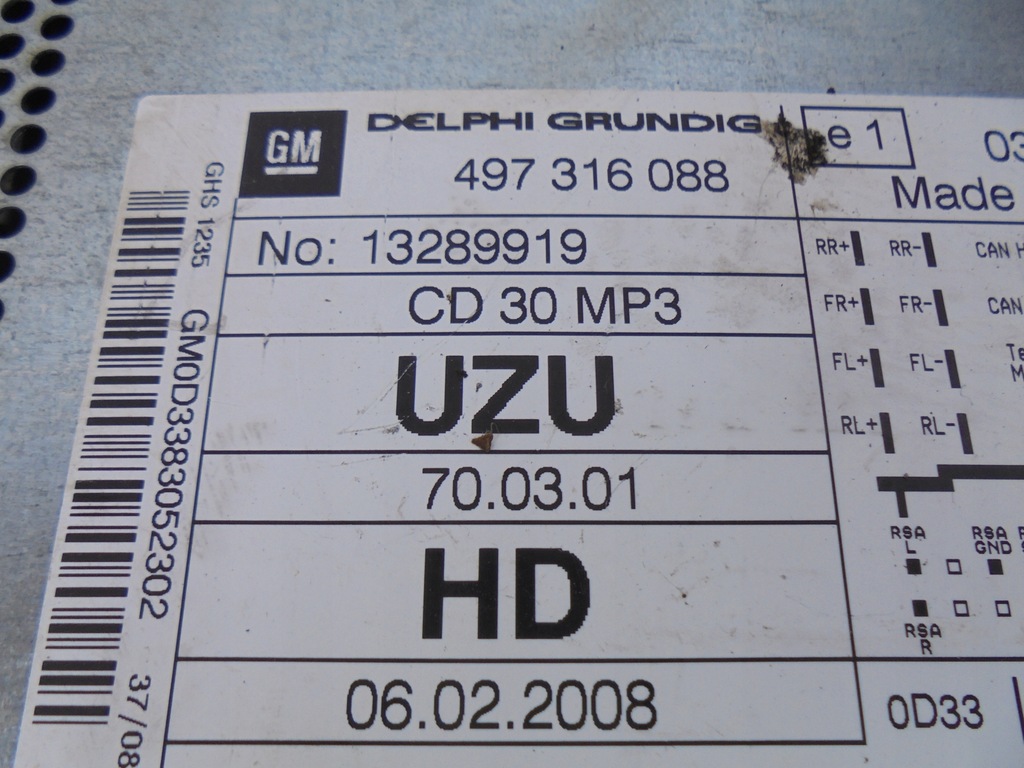 GM
DELPHI GRUNDIG
497 316 088
No: 13289919
CD 30 MP3
UZU
70.03.01
HD
06.02.2008
GHS 1235
GM0D3383052302
37/08
e 1
03
Made
RR+ RR- CAN H
FR+ FR- CAN
FL+ FL-
RL+ RL-
RSA L
RSA GND
RSA R
0D33